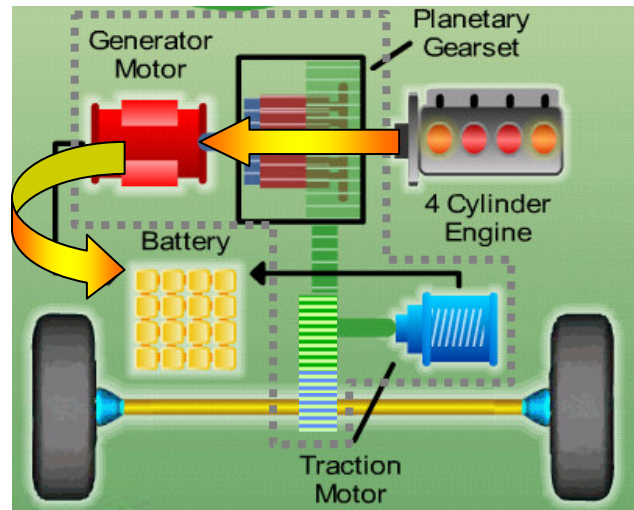 Planetary
Gearset
Generator
Motor
4 Cylinder
Engine
Battery
Traction
Motor